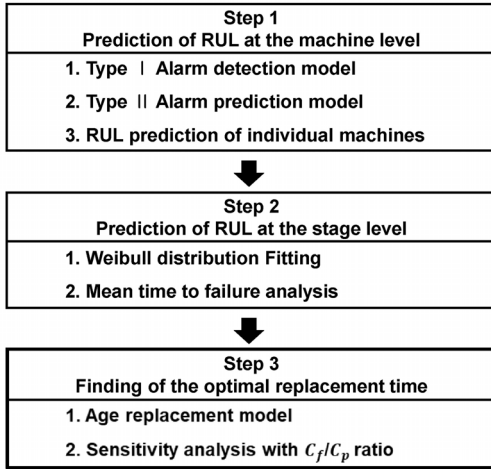 Step 1
Prediction of RUL at the machine level
1. Type Ⅰ Alarm detection model
2. Type Ⅱ Alarm prediction model
3. RUL prediction of individual machines
Step 2
Prediction of RUL at the stage level
1. Weibull distribution Fitting
2. Mean time to failure analysis
Step 3
Finding of the optimal replacement time
1. Age replacement model
2. Sensitivity analysis with C_f/C_p ratio